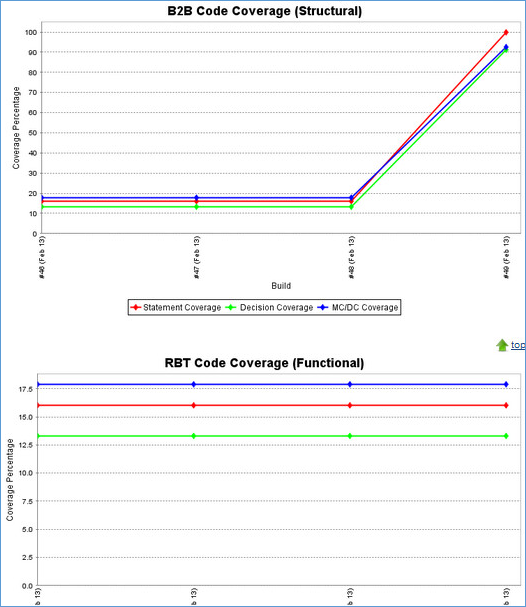 B2B Code Coverage (Structural)
100
90
80
70
60
50
40
30
20
10
0
Coverage Percentage
#46 (Feb 13)
#47 (Feb 13)
#48 (Feb 13)
#49 (Feb 13)
Build
Statement Coverage Decision Coverage MC/DC Coverage
top
RBT Code Coverage (Functional)
17.5
15.0
12.5
10.0
7.5
5.0
2.5
0.0
Coverage Percentage
13)
13)
13)
13)